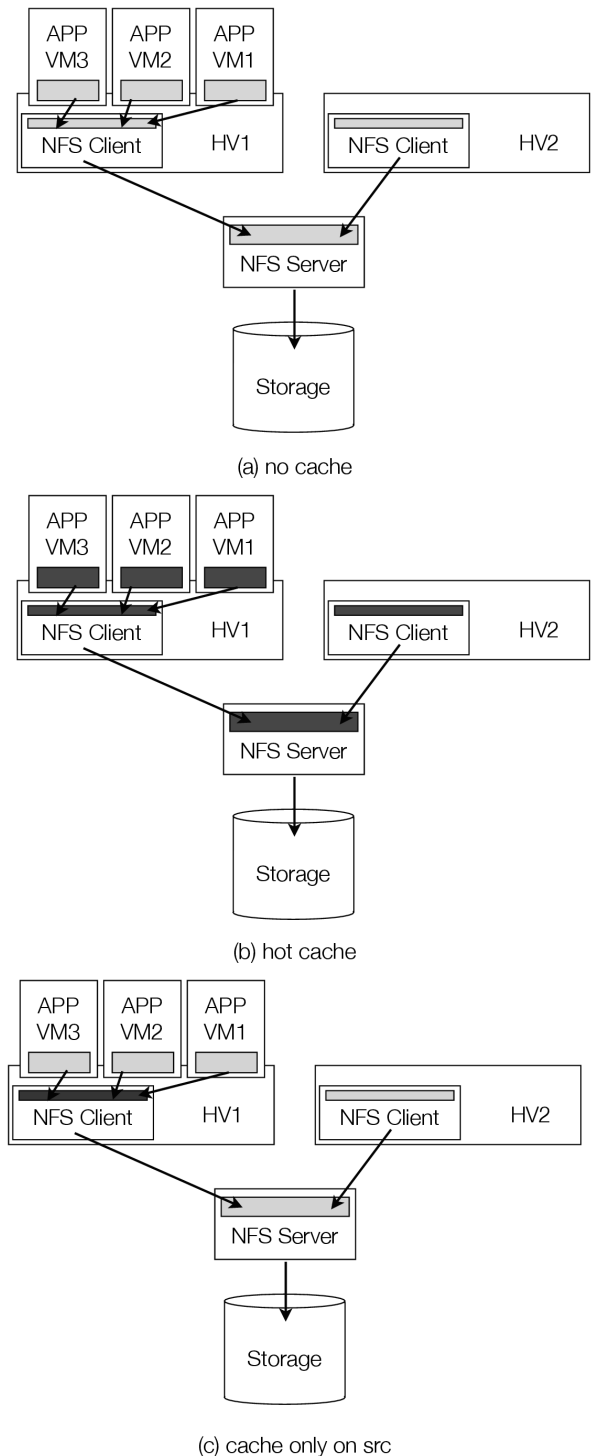 APP VM3
APP VM2
APP VM1
NFS Client
HV1
NFS Client
HV2
NFS Server
Storage
(a) no cache
APP VM3
APP VM2
APP VM1
NFS Client
HV1
NFS Client
HV2
NFS Server
Storage
(b) hot cache
APP VM3
APP VM2
APP VM1
NFS Client
HV1
NFS Client
HV2
NFS Server
Storage
(c) cache only on src